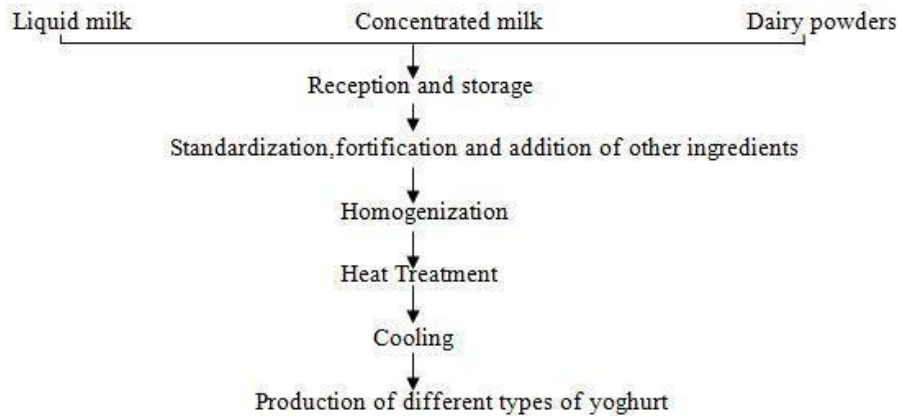 Liquid milk Concentrated milk Dairy powders
Reception and storage
Standardization,fortification and addition of other ingredients
Homogenization
Heat Treatment
Cooling
Production of different types of yoghurt